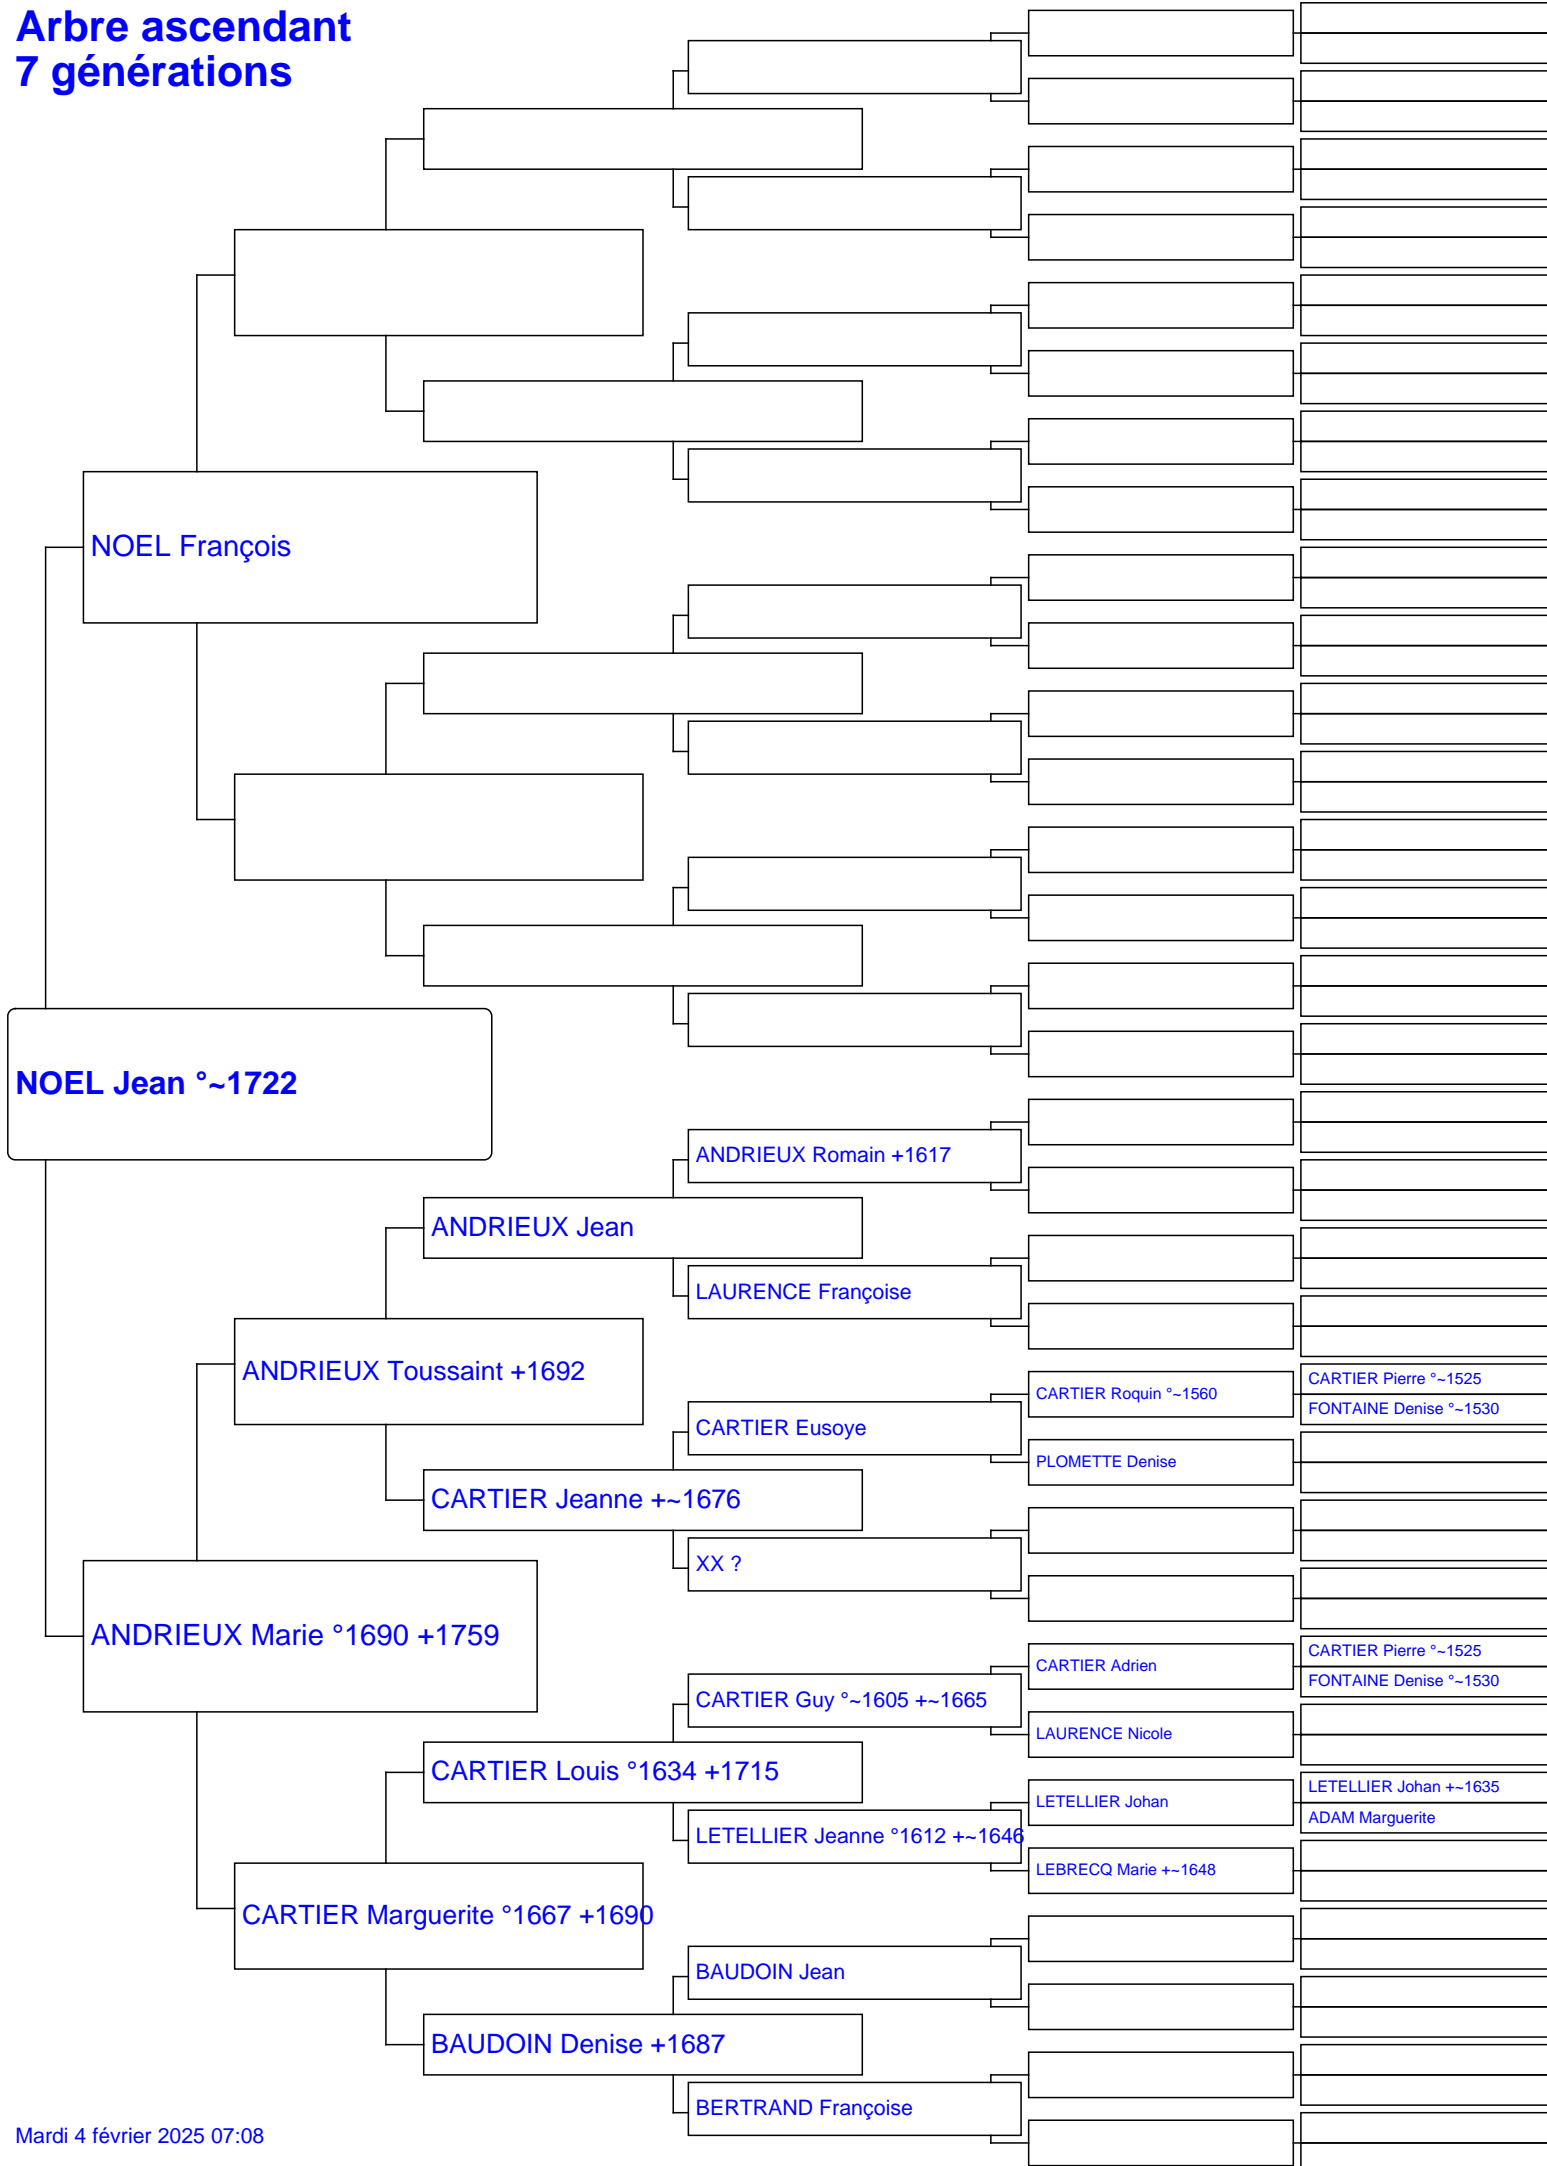 Arbre ascendant
7 générations
NOEL François
NOEL Jean °~1722
ANDRIEUX Romain +1617
ANDRIEUX Jean
LAURENCE Françoise
ANDRIEUX Toussaint +1692
CARTIER Pierre °~1525
CARTIER Roquin °~1560
FONTAINE Denise °~1530
CARTIER Eusoye
PLOMETTE Denise
CARTIER Jeanne +~1676
XX ?
ANDRIEUX Marie °1690 +1759
CARTIER Pierre °~1525
CARTIER Adrien
FONTAINE Denise °~1530
CARTIER Guy °~1605 +~1665
LAURENCE Nicole
CARTIER Louis °1634 +1715
LETELLIER Johan +~1635
LETELLIER Johan
ADAM Marguerite
LETELLIER Jeanne °1612 +~1646
LEBRECQ Marie +~1648
CARTIER Marguerite °1667 +1690
BAUDOIN Jean
BAUDOIN Denise +1687
BERTRAND Françoise
Mardi 4 février 2025 07:08